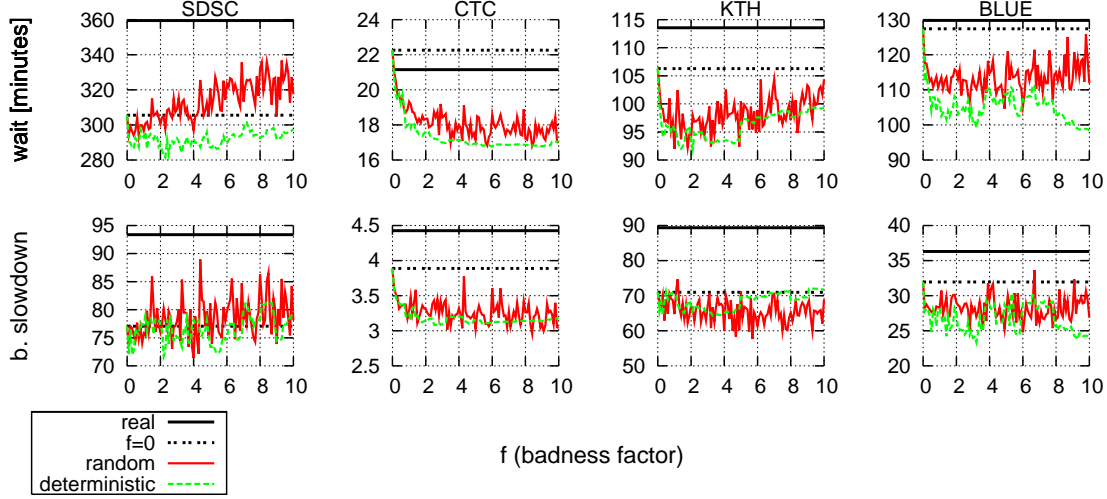 SDSC CTC KTH BLUE
wait [minutes]
360 340 320 300 280
0 2 4 6 8 10
24 22 20 18 16
0 2 4 6 8 10
115 110 105 100 95 90
0 2 4 6 8 10
130 120 110 100 90
0 2 4 6 8 10
b. slowdown
95 90 85 80 75 70
0 2 4 6 8 10
4.5 4 3.5 3 2.5
0 2 4 6 8 10
90 80 70 60 50
0 2 4 6 8 10
40 35 30 25 20
0 2 4 6 8 10
real
f=0
random
deterministic
f (badness factor)